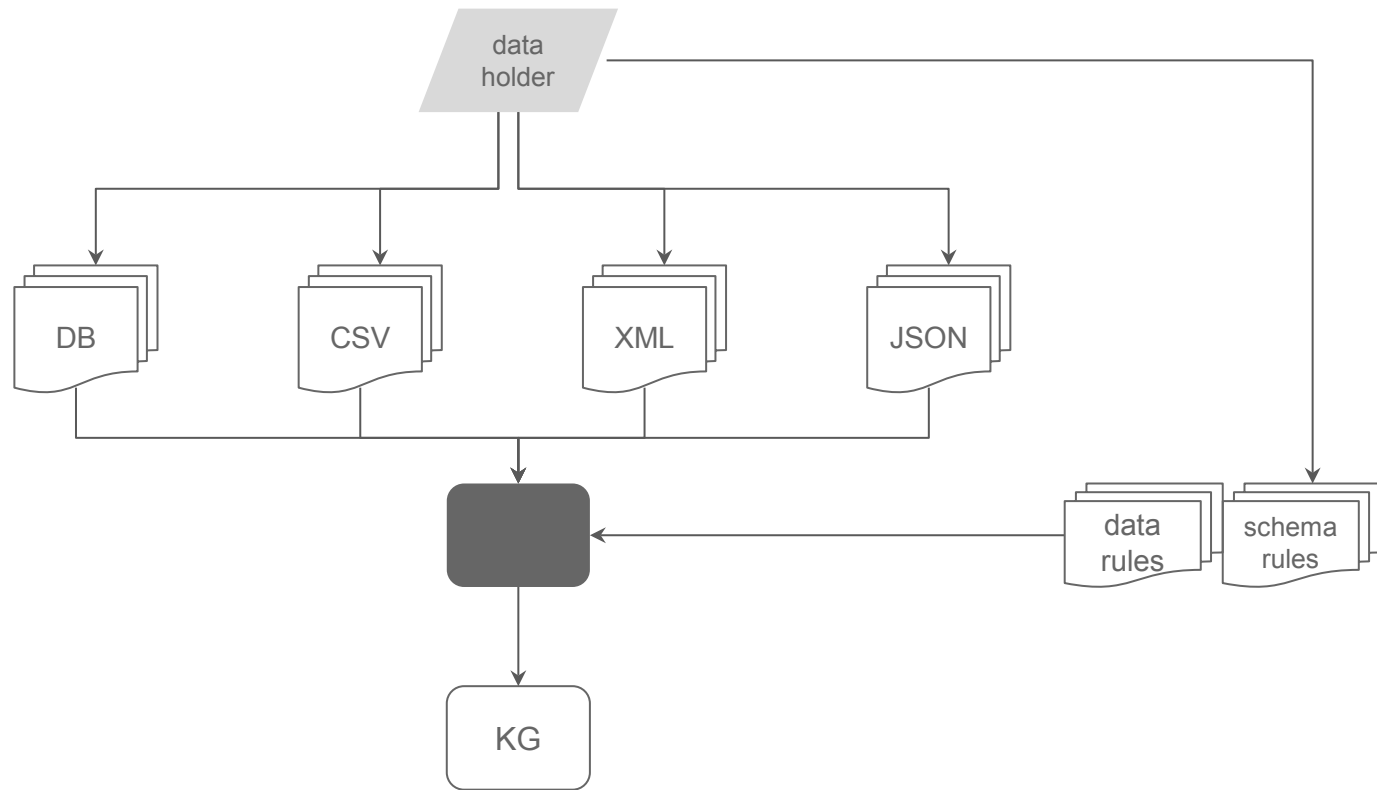 data
holder
DB
CSV
XML
JSON
data
rules
schema
rules
KG